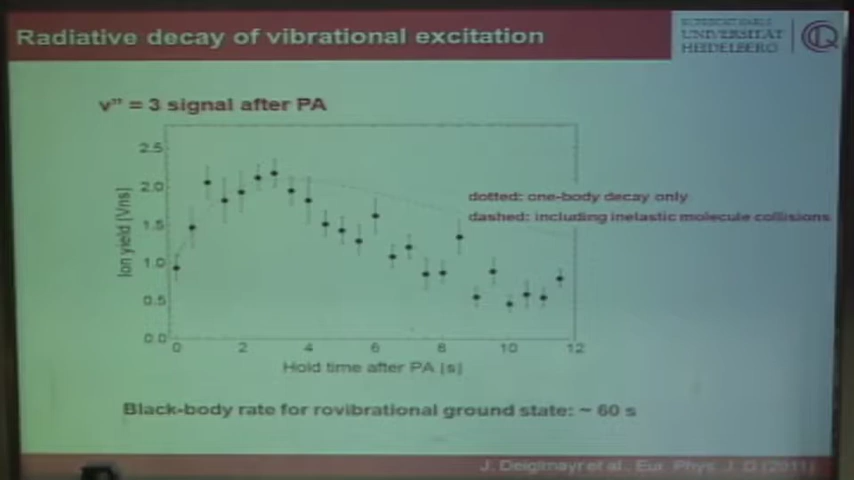 Radiative decay of vibrational excitation
RUPRECHT-KARLS-
UNIVERSITÄT
HEIDELBERG
v" = 3 signal after PA
2.5
2.0
1.5
1.0
0.5
0.0
Ion yield [Vns]
dotted: one-body decay only
dashed: including inelastic molecule collisions
0 2 4 6 8 10 12
Hold time after PA [s]
Black-body rate for rovibrational ground state: ~ 60 s
J. Deiglmayr et al., Eur. Phys. J. D (2011)